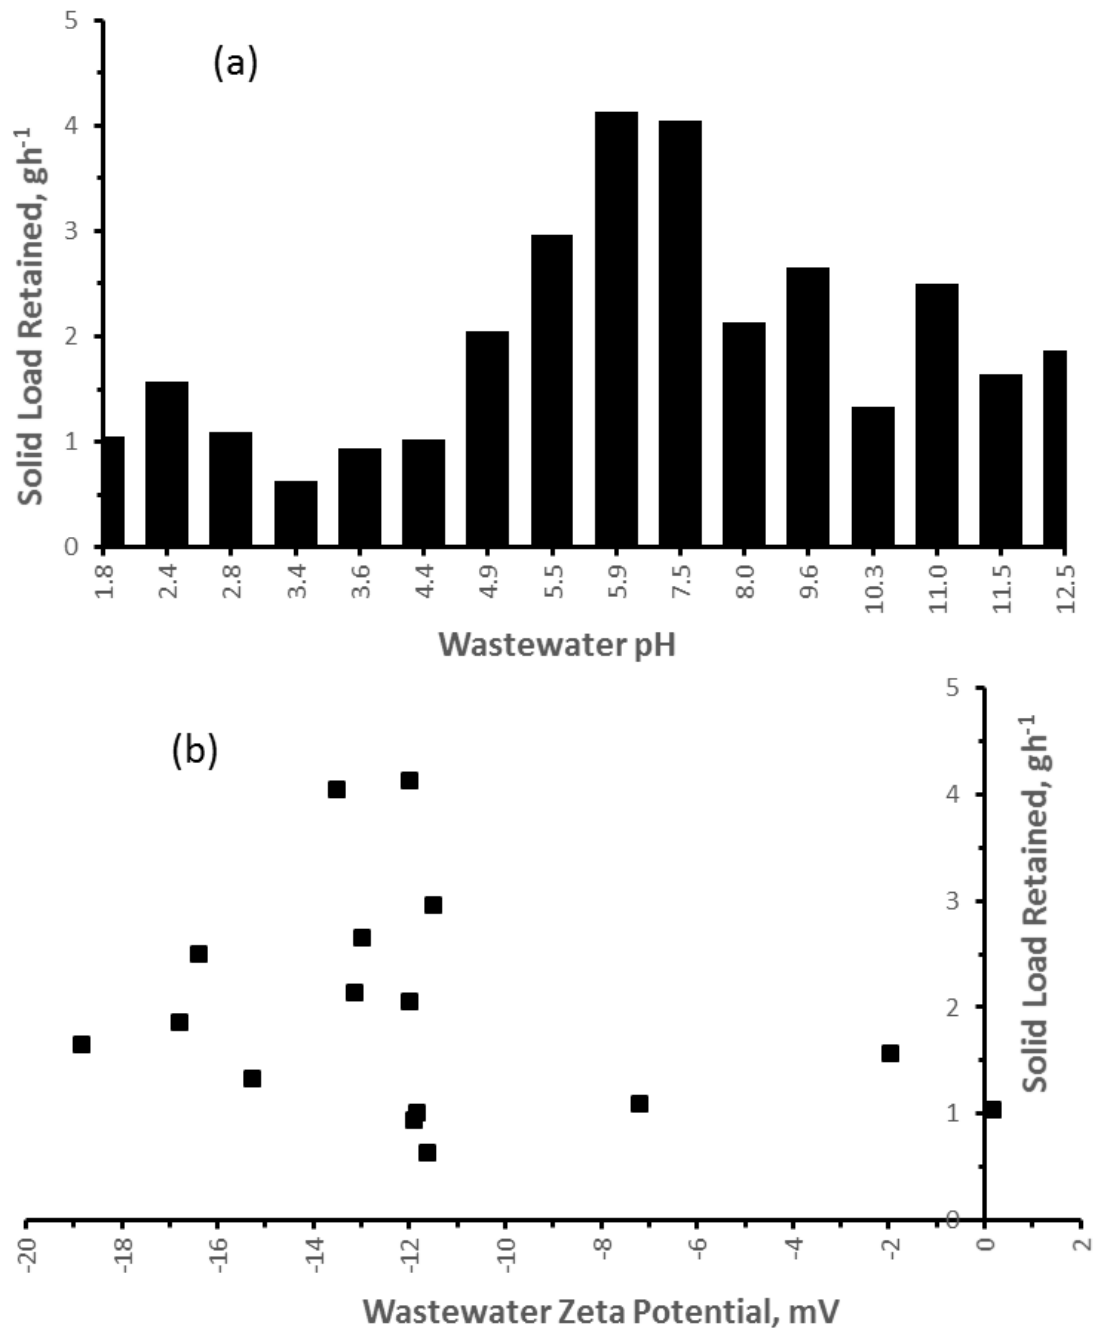 (a)
Solid Load Retained, gh-1
5
4
3
2
1
0
1.8 2.4 2.8 3.4 3.6 4.4 4.9 5.5 5.9 7.5 8.0 9.6 10.3 11.0 11.5 12.5
Wastewater pH
(b)
5
4
3
2
1
0
Solid Load Retained, gh-1
-20 -18 -16 -14 -12 -10 -8 -6 -4 -2 0 2
Wastewater Zeta Potential, mV